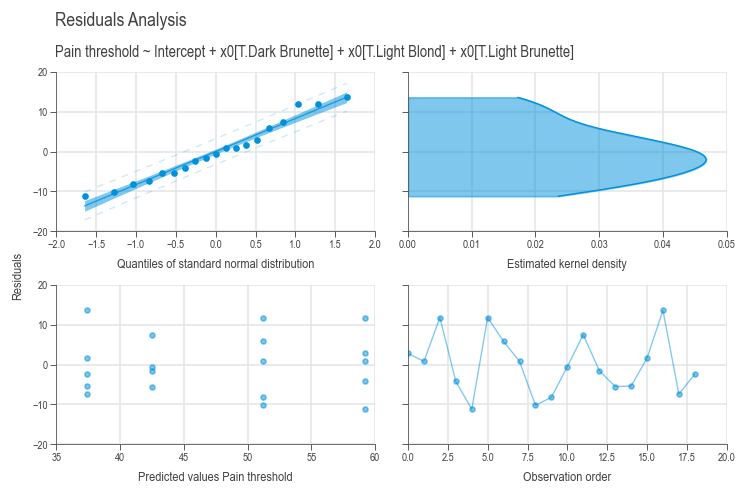 Residuals Analysis
Pain threshold ~ Intercept + x0[T.Dark Brunette] + x0[T.Light Blond] + x0[T.Light Brunette]
20
10
0
−10
−20
−2.0 −1.5 −1.0 −0.5 0.0 0.5 1.0 1.5 2.0
Quantiles of standard normal distribution
0.00 0.01 0.02 0.03 0.04 0.05
Estimated kernel density
Residuals
20
10
0
−10
−20
35 40 45 50 55 60
Predicted values Pain threshold
0.0 2.5 5.0 7.5 10.0 12.5 15.0 17.5 20.0
Observation order